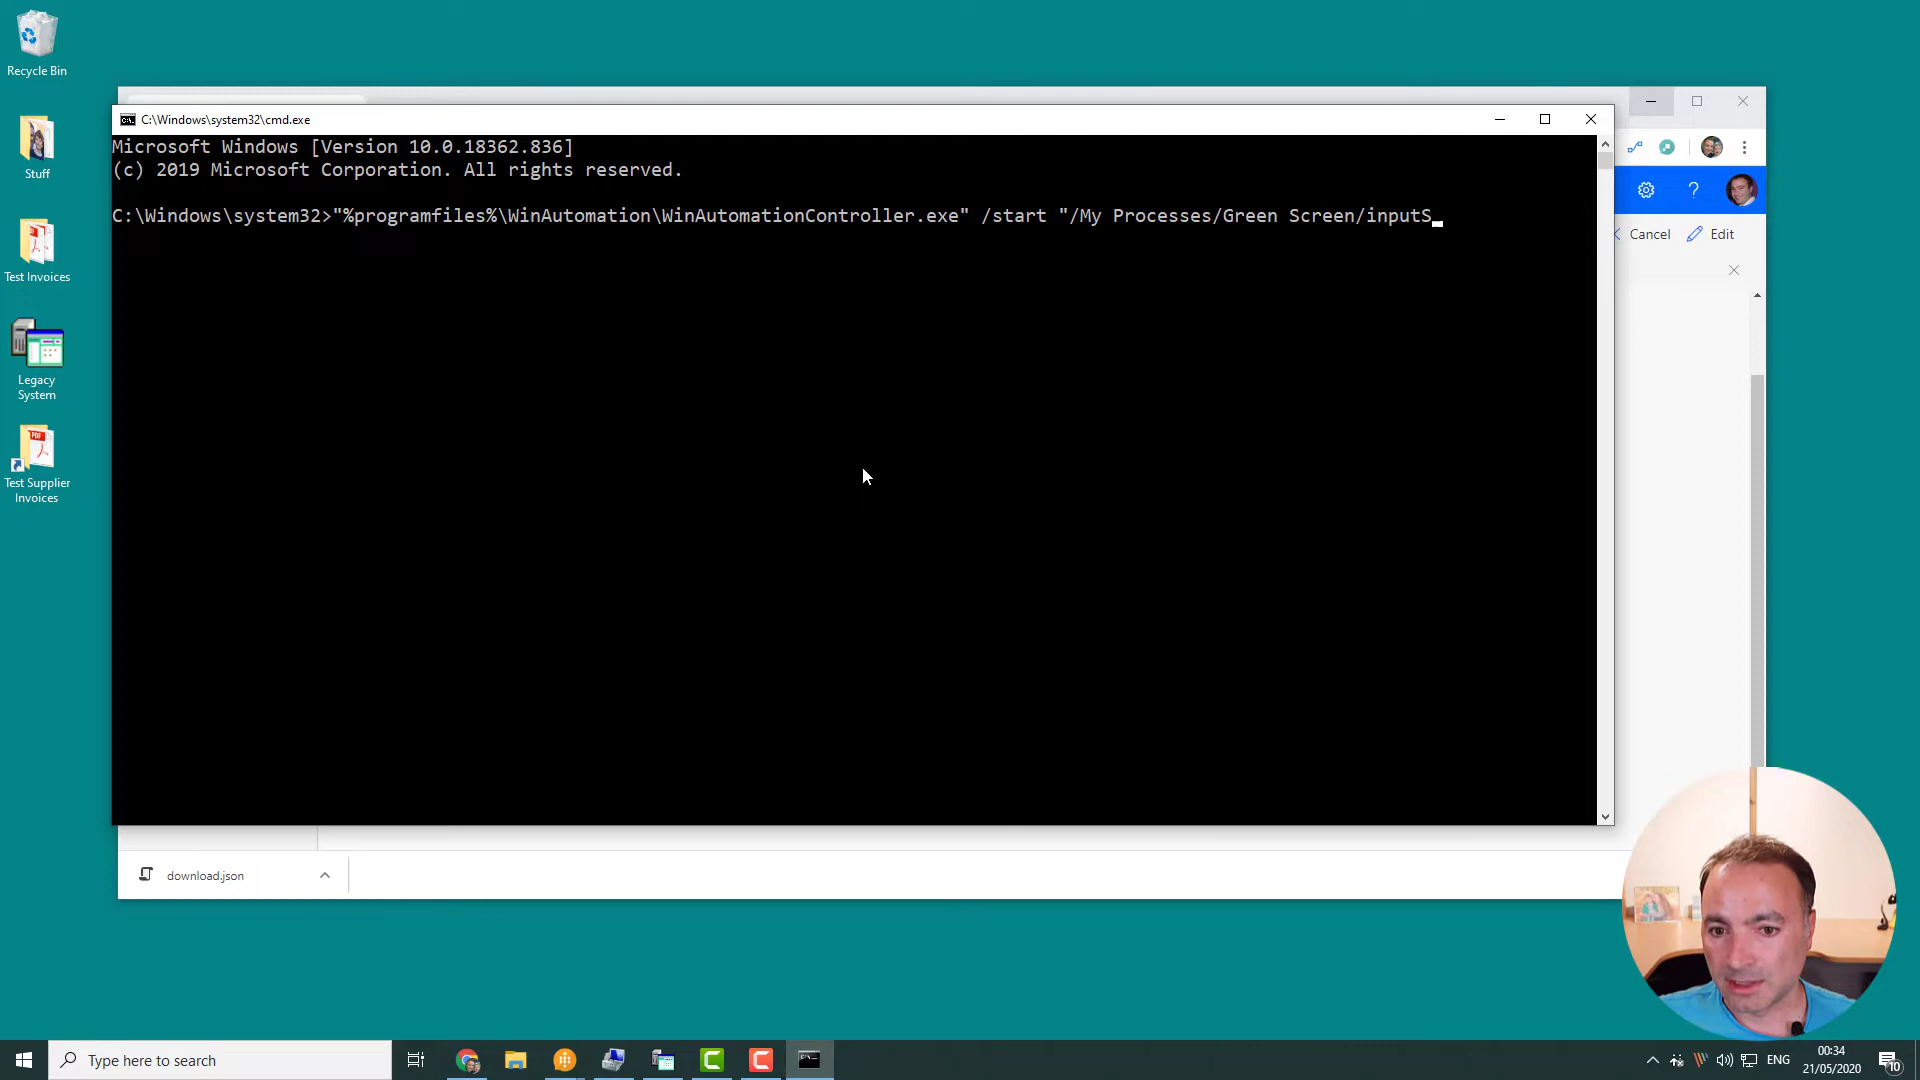 Recycle Bin
Stuff
Test Invoices
Legacy
System
Test Supplier
Invoices
C:\Windows\system32\cmd.exe
Microsoft Windows [Version 10.0.18362.836]
(c) 2019 Microsoft Corporation. All rights reserved.
C:\Windows\system32>"%programfiles%\WinAutomation\WinAutomationController.exe" /start "/My Processes/Green Screen/inputS_
Cancel
Edit
download.json
Type here to search
ENG
00:34
21/05/2020
10